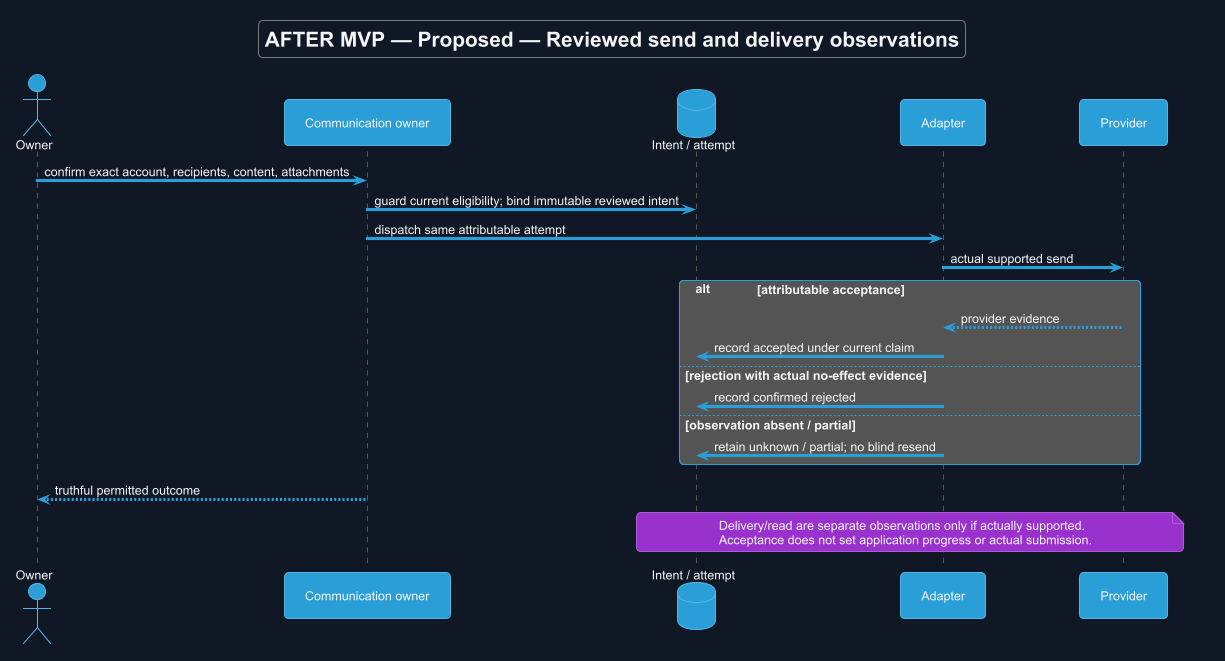 AFTER MVP — Proposed — Reviewed send and delivery observations
Owner
Communication owner
Intent / attempt
Adapter
Provider
confirm exact account, recipients, content, attachments
guard current eligibility; bind immutable reviewed intent
dispatch same attributable attempt
actual supported send
alt [attributable acceptance]
provider evidence
record accepted under current claim
[rejection with actual no-effect evidence]
record confirmed rejected
[observation absent / partial]
retain unknown / partial; no blind resend
truthful permitted outcome
Delivery/read are separate observations only if actually supported.
Acceptance does not set application progress or actual submission.
Owner
Communication owner
Intent / attempt
Adapter
Provider